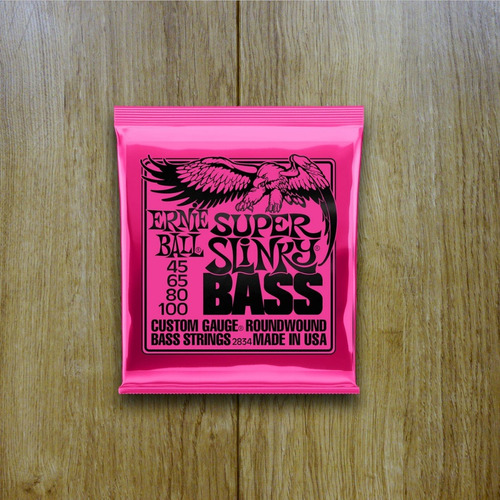 ERNIE BALL
SUPER SLINKY®
BASS
45
65
80
100
CUSTOM GAUGE® ROUNDWOUND
BASS STRINGS 2834 MADE IN USA